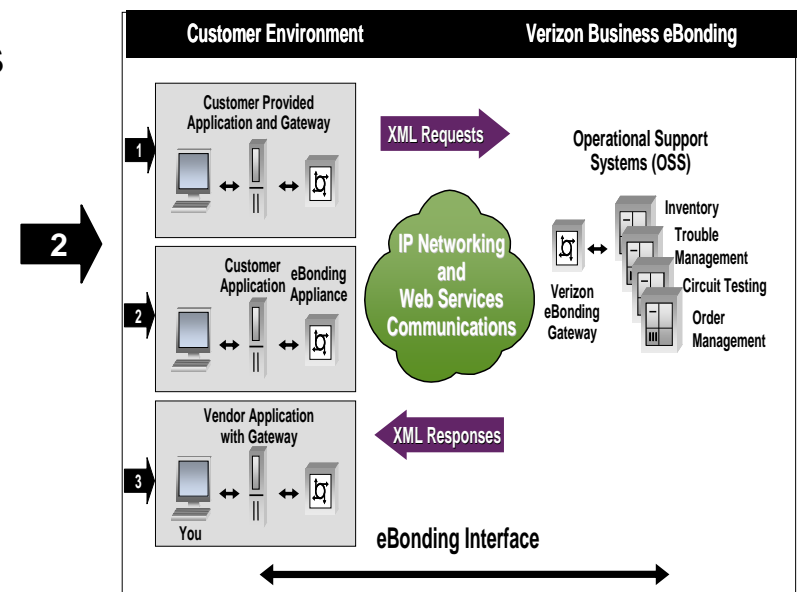 s
Customer Environment
Verizon Business eBonding
Customer Provided
Application and Gateway
1
XML Requests
Operational Support
Systems (OSS)
2
IP Networking
and
Web Services
Communications
Inventory
Trouble
Management
Circuit Testing
Order
Management
Verizon
eBonding
Gateway
Customer
Application
eBonding
Appliance
2
Vendor Application
with Gateway
XML Responses
3
You
eBonding Interface